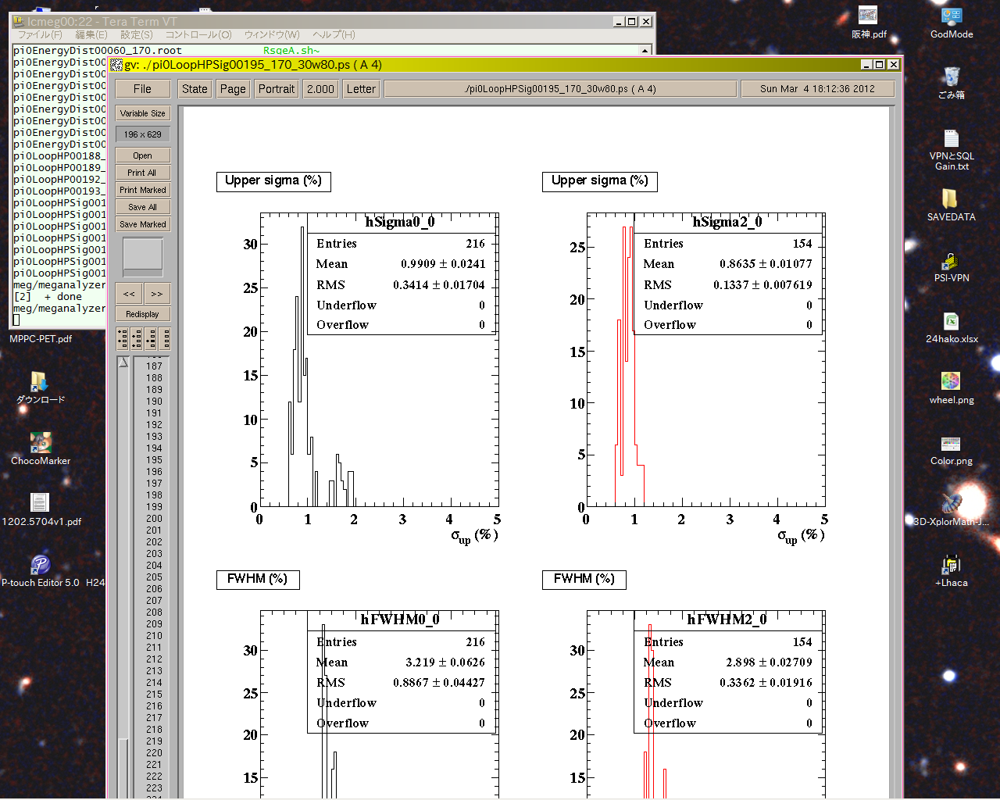 lcmeg00:22 - Tera Term VT
ファイル(F) 編集(E) 設定(S) コントロール(O) ウィンドウ(W) ヘルプ(H)
pi0EnergyDist00060_170.root RsqeA.sh~
pi0EnergyDist00
pi0EnergyDist00
pi0EnergyDist00
pi0EnergyDist00
pi0EnergyDist00
pi0EnergyDist00
pi0EnergyDist00
pi0EnergyDist00
pi0LoopHP00188_
pi0LoopHP00189_
pi0LoopHP00192_
pi0LoopHP00193_
pi0LoopHPSig001
pi0LoopHPSig001
pi0LoopHPSig001
pi0LoopHPSig001
pi0LoopHPSig001
pi0LoopHPSig001
pi0LoopHPSig001
meg/meganalyzer
[2] + done
meg/meganalyzer
gv: ./pi0LoopHPSig00195_170_30w80.ps ( A 4)
File State Page Portrait 2.000 Letter ./pi0LoopHPSig00195_170_30w80.ps ( A 4) Sun Mar 4 18:12:36 2012
Variable Size
196 x 629
Open
Print All
Print Marked
Save All
Save Marked
<< >>
Redisplay
187
188
189
190
191
192
193
194
195
196
197
198
199
200
201
202
203
204
205
206
207
208
209
210
211
212
213
214
215
216
217
218
219
220
221
222
223
Upper sigma (%)
hSigma0_0
Entries 216
Mean 0.9909 ± 0.0241
RMS 0.3414 ± 0.01704
Underflow 0
Overflow 0
30
25
20
15
10
5
0
0 1 2 3 4 5
σup (%)
Upper sigma (%)
hSigma2_0
Entries 154
Mean 0.8635 ± 0.01077
RMS 0.1337 ± 0.007619
Underflow 0
Overflow 0
25
20
15
10
5
0
0 1 2 3 4 5
σup (%)
FWHM (%)
hFWHM0_0
Entries 216
Mean 3.219 ± 0.0626
RMS 0.8867 ± 0.04427
Underflow 0
Overflow 0
30
25
20
15
FWHM (%)
hFWHM2_0
Entries 154
Mean 2.898 ± 0.02709
RMS 0.3362 ± 0.01916
Underflow 0
Overflow 0
30
25
20
15
MPPC-PET.pdf
ダウンロード
ChocoMarker
1202.5704v1.pdf
P-touch Editor 5.0 H24
阪神.pdf
GodMode
ごみ箱
VPNとSQL
Gain.txt
SAVEDATA
PSI-VPN
24hako.xlsx
wheel.png
Color.png
3D-XplorMath-J...
+Lhaca